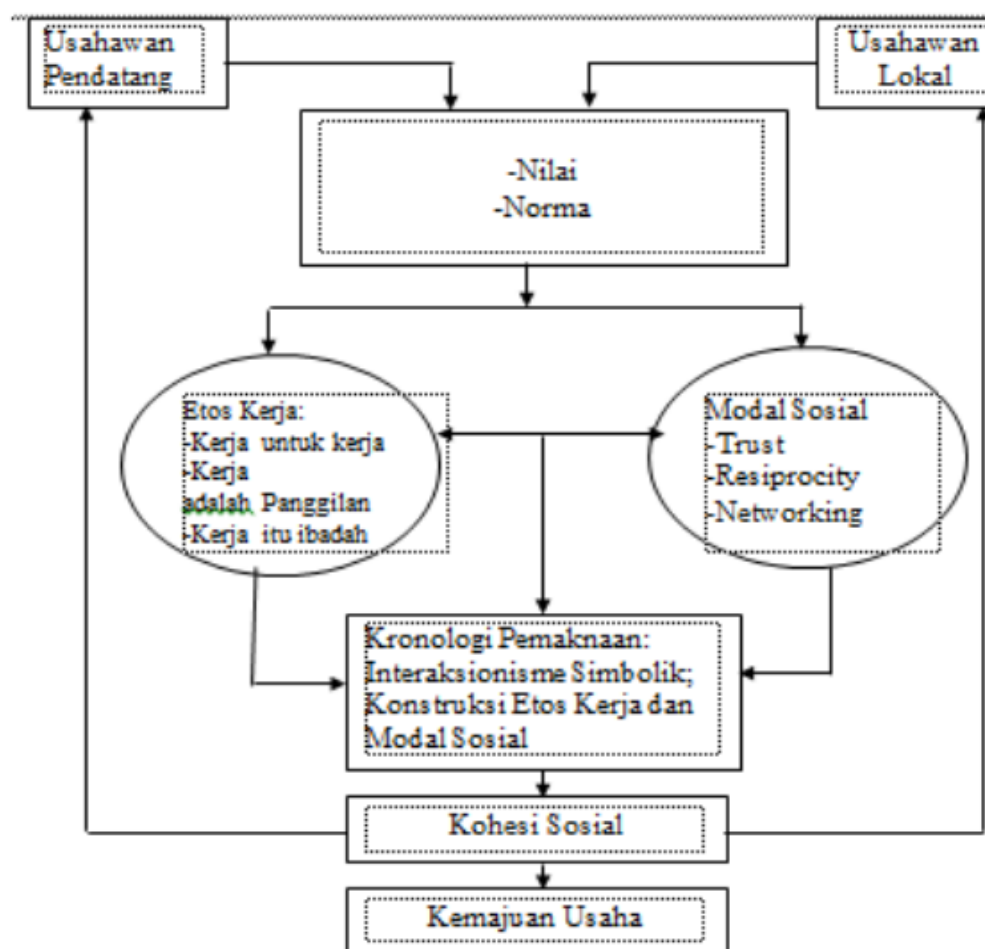 Usahawan
Pendatang
Usahawan
Lokal
-Nilai
-Norma
Etos Kerja:
-Kerja untuk kerja
-Kerja
adalah Panggilan
-Kerja itu ibadah
Modal Sosial
-Trust
-Resiprocity
-Networking
Kronologi Pemaknaan:
Interaksionisme Simbolik;
Konstruksi Etos Kerja dan
Modal Sosial
Kohesi Sosial
Kemajuan Usaha